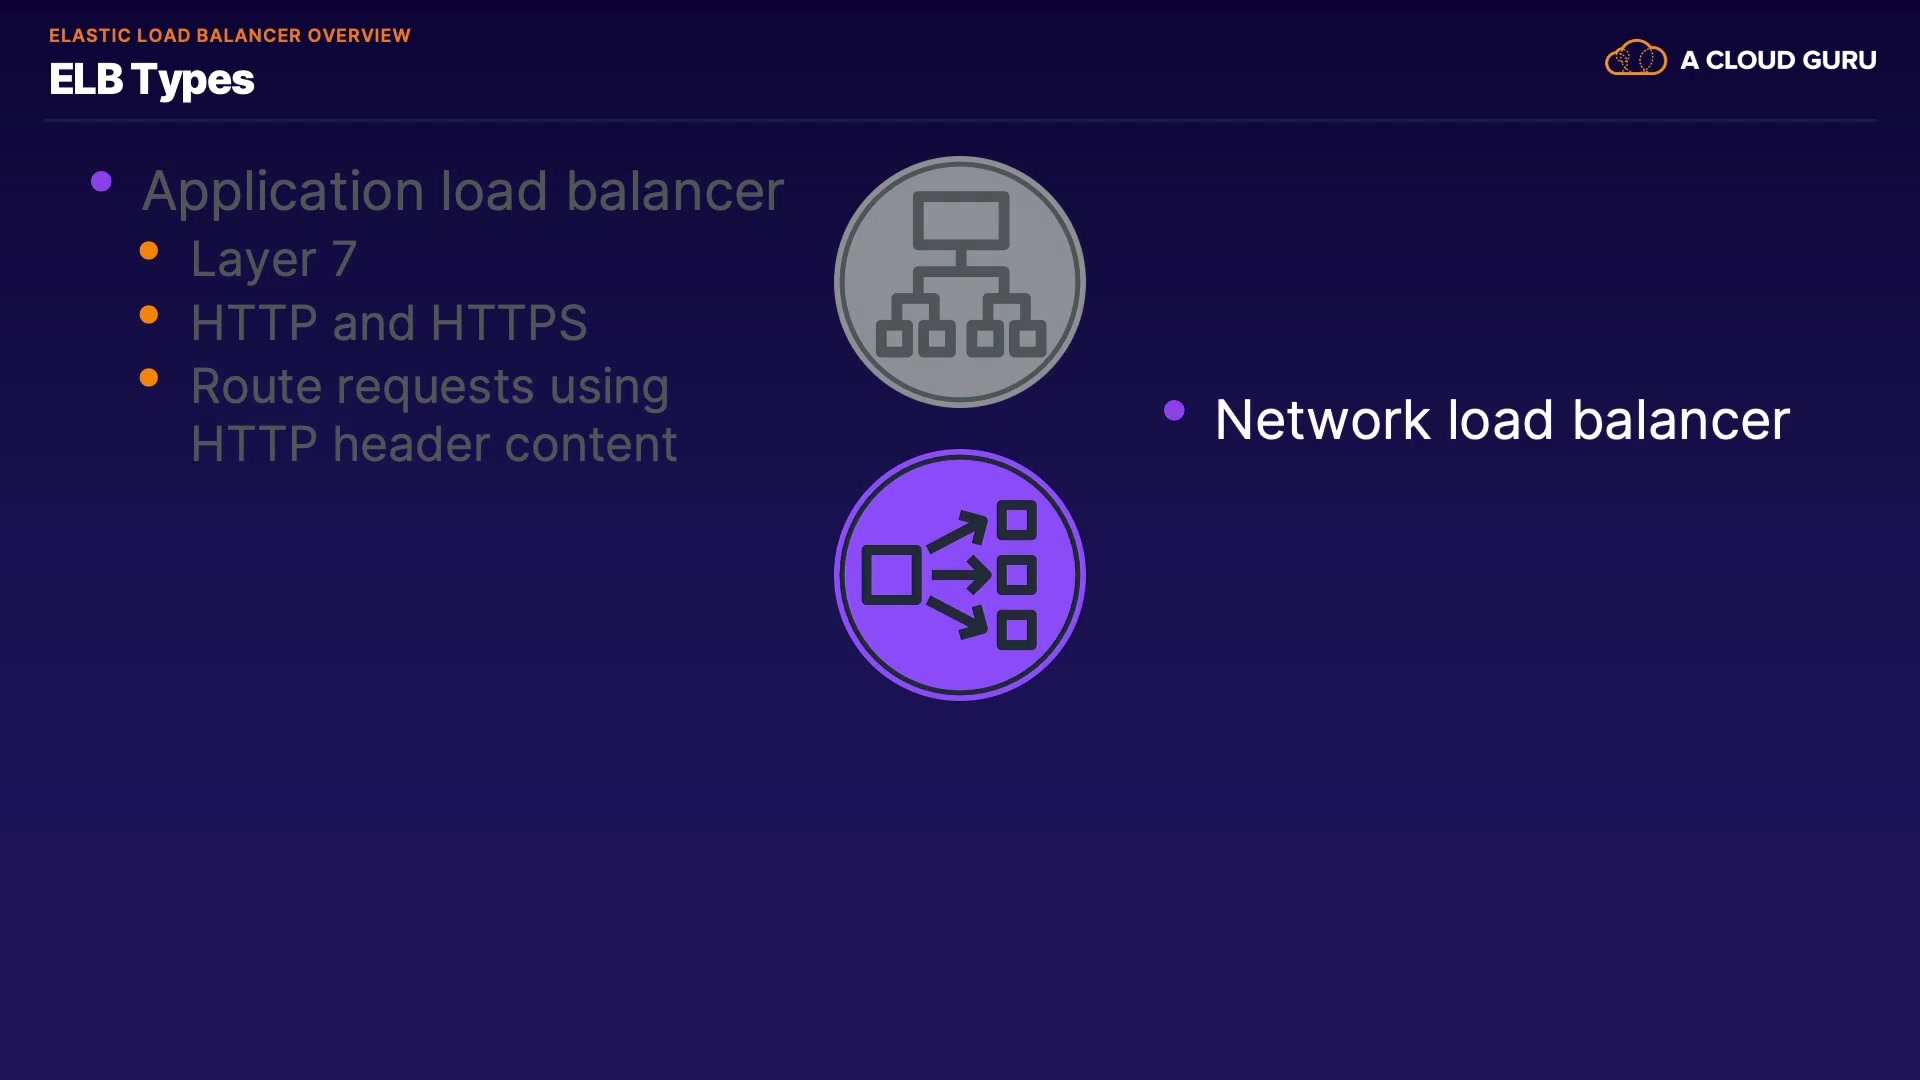 ELASTIC LOAD BALANCER OVERVIEW
ELB Types
A CLOUD GURU
Application load balancer
Layer 7
HTTP and HTTPS
Route requests using
HTTP header content
Network load balancer